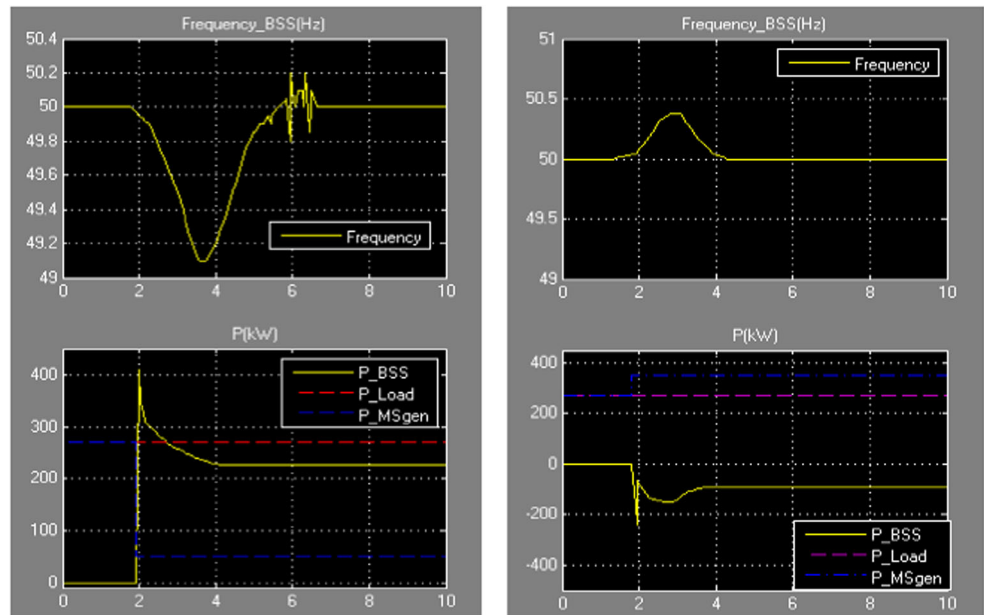 Frequency_BSS(Hz)
50.4
50.2
50
49.8
49.6
49.4
49.2
49
Frequency
0 2 4 6 8 10
P(kW)
400
300
200
100
0
P_BSS
P_Load
P_MSgen
0 2 4 6 8 10
Frequency_BSS(Hz)
51
50.5
50
49.5
49
Frequency
0 2 4 6 8 10
P(kW)
400
200
0
-200
-400
P_BSS
P_Load
P_MSgen
0 2 4 6 8 10